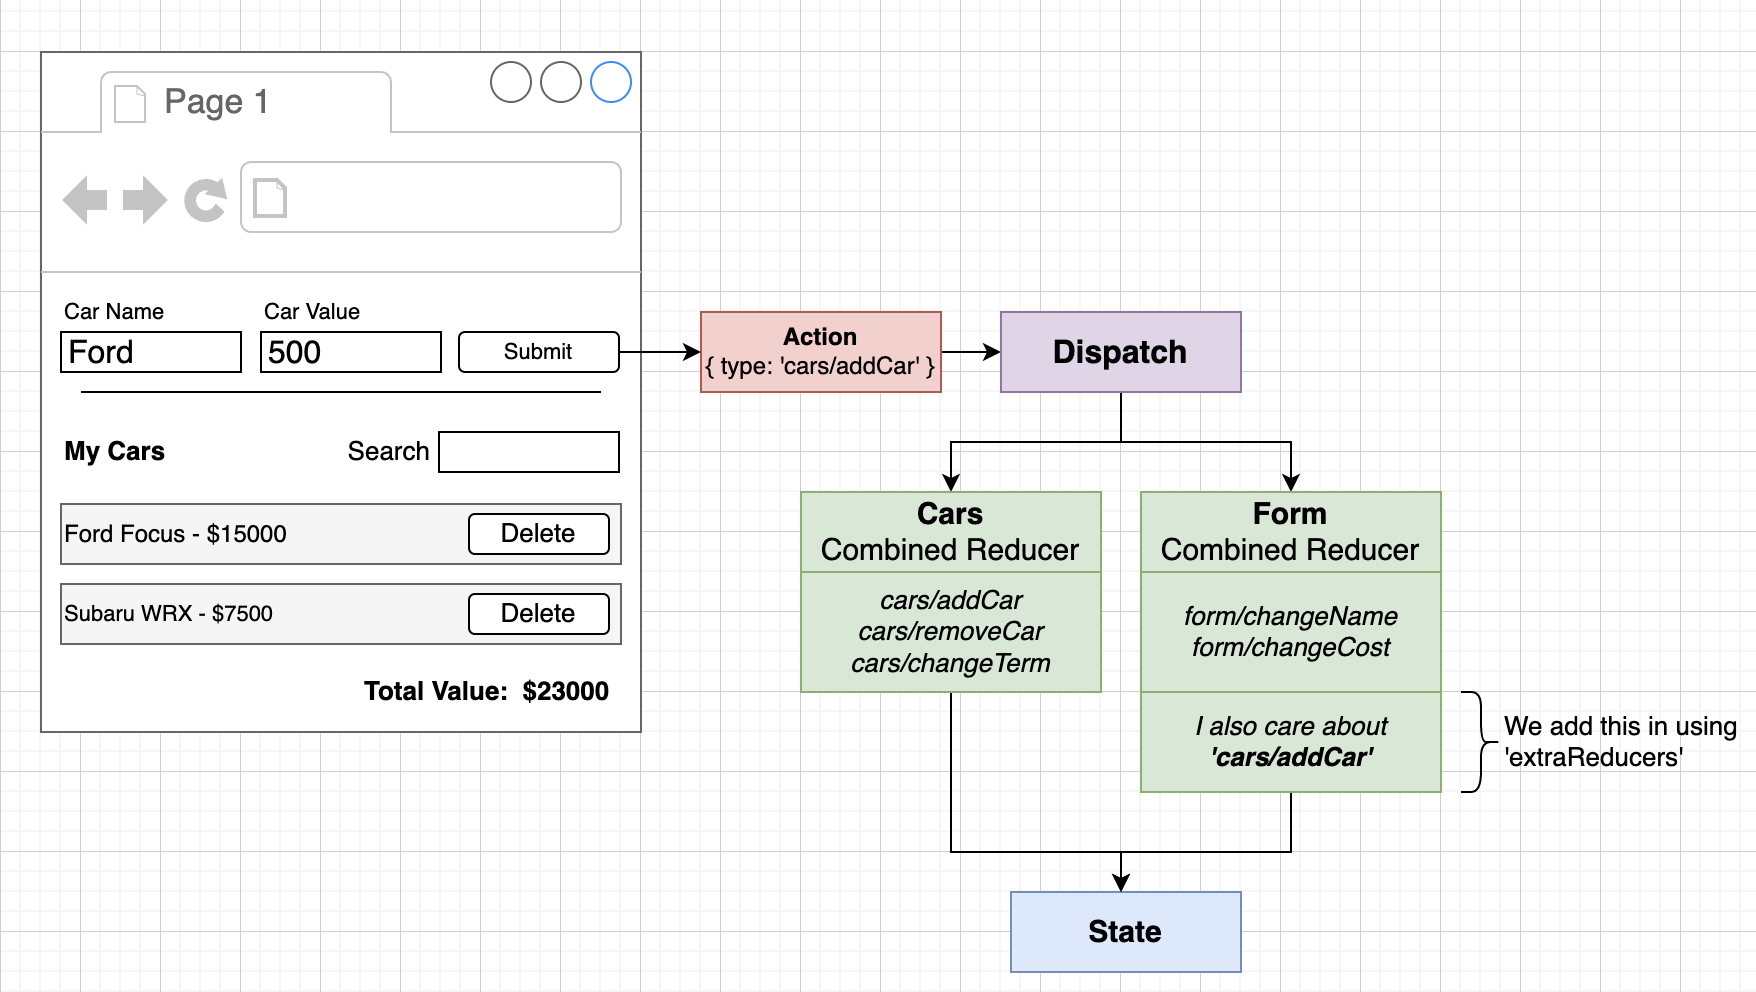 Page 1
Car Name
Car Value
Ford
500
Submit
My Cars
Search
Ford Focus - $15000
Delete
Subaru WRX - $7500
Delete
Total Value:  $23000
Action
{ type: 'cars/addCar' }
Dispatch
Cars
Combined Reducer
cars/addCar
cars/removeCar
cars/changeTerm
Form
Combined Reducer
form/changeName
form/changeCost
I also care about
'cars/addCar'
We add this in using
'extraReducers'
State